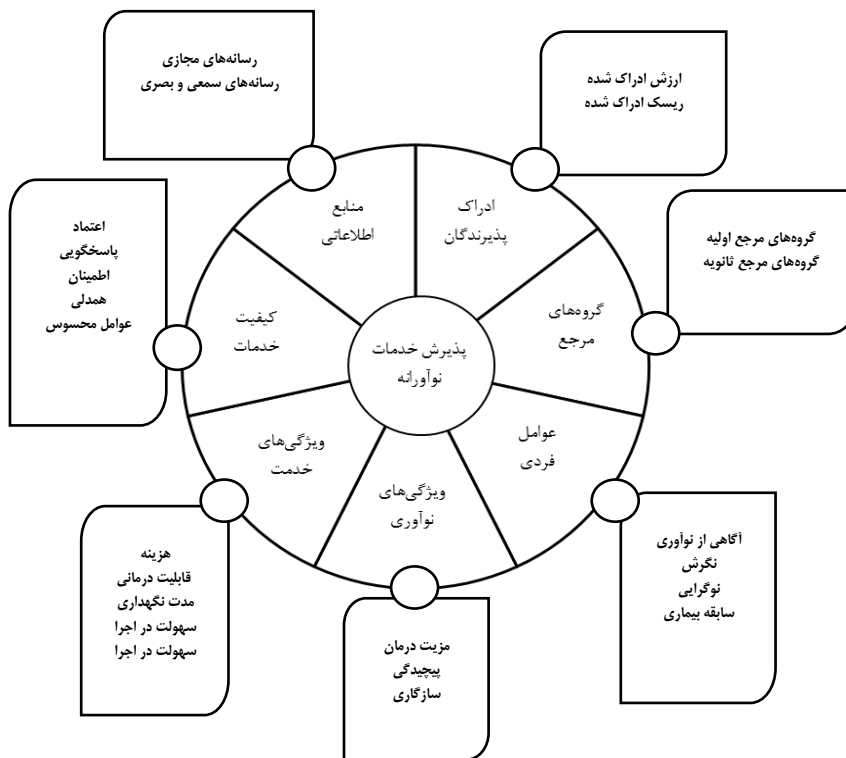 رسانه‌های مجازی
رسانه‌های سمعی و بصری
ارزش ادراک شده
ریسک ادراک شده
منابع
اطلاعاتی
ادراک
پذیرندگان
اعتماد
پاسخگویی
اطمینان
همدلی
عوامل محسوس
گروه‌های مرجع اولیه
گروه‌های مرجع ثانویه
کیفیت
خدمات
گروه‌های
مرجع
پذیرش خدمات
نوآورانه
ویژگی‌های
خدمت
عوامل
فردی
ویژگی‌های
نوآوری
هزینه
قابلیت درمانی
مدت نگهداری
سهولت در اجرا
سهولت در اجرا
مزیت درمان
پیچیدگی
سازگاری
آگاهی از نوآوری
نگرش
نوگرایی
سابقه بیماری